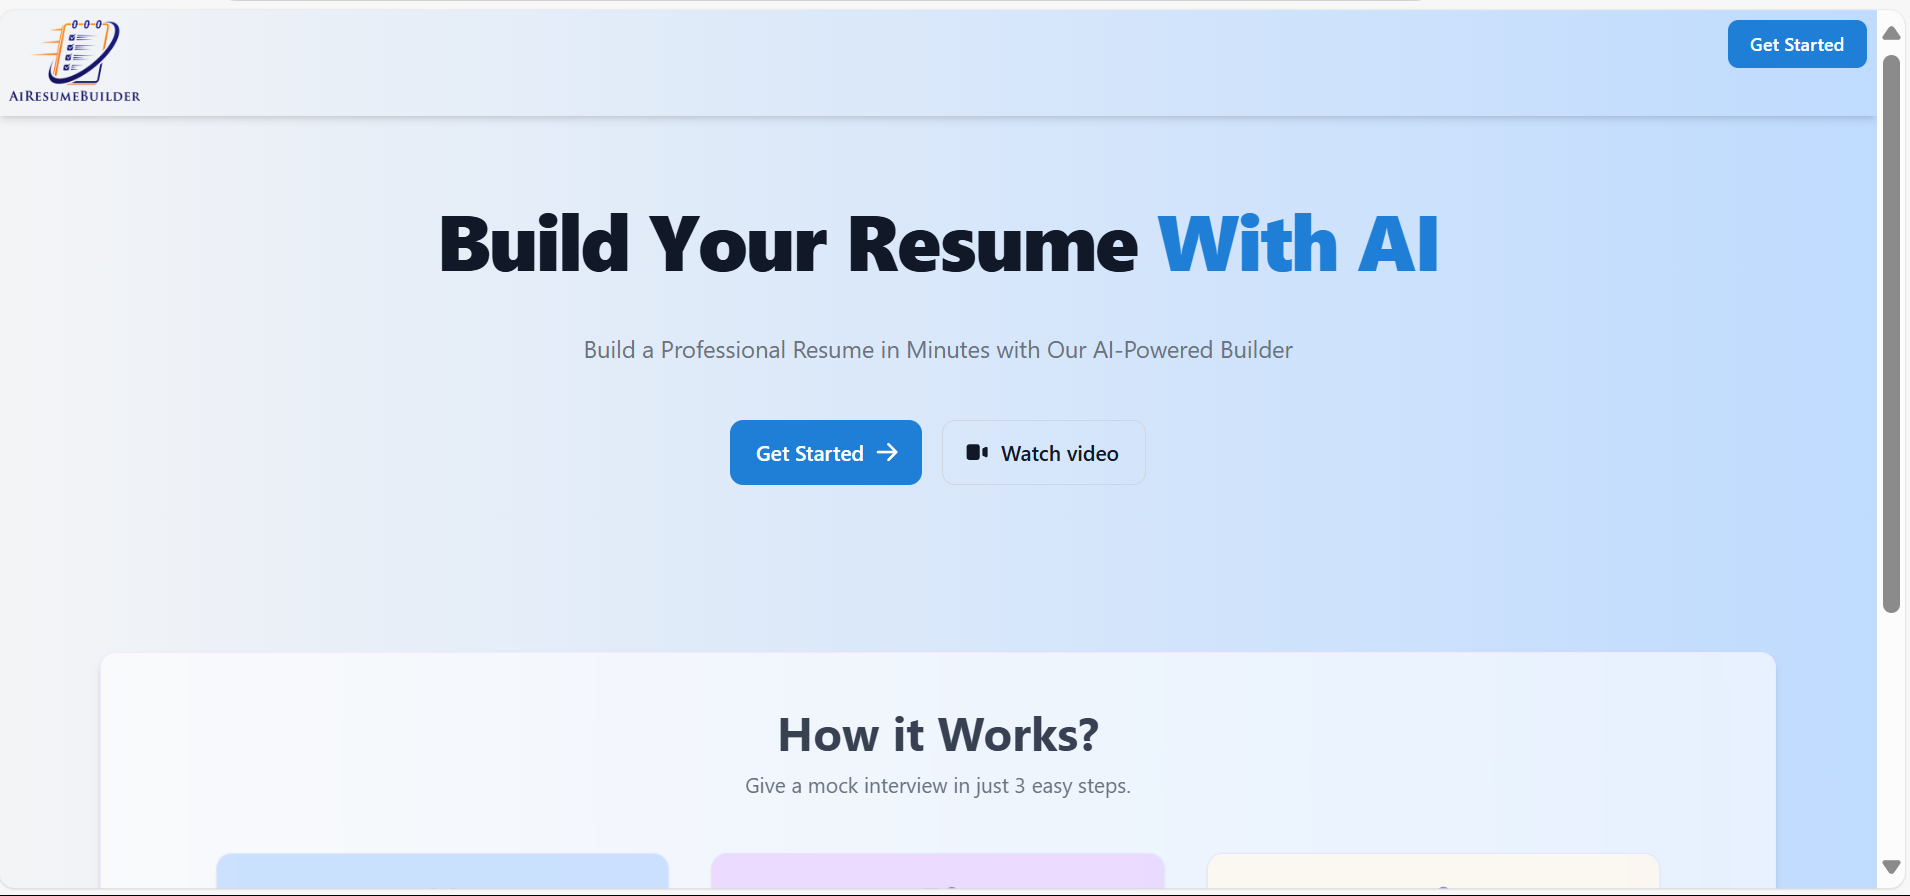 AiResumeBuilder
Get Started
Build Your Resume With AI
Build a Professional Resume in Minutes with Our AI-Powered Builder
Get Started
Watch video
How it Works?
Give a mock interview in just 3 easy steps.